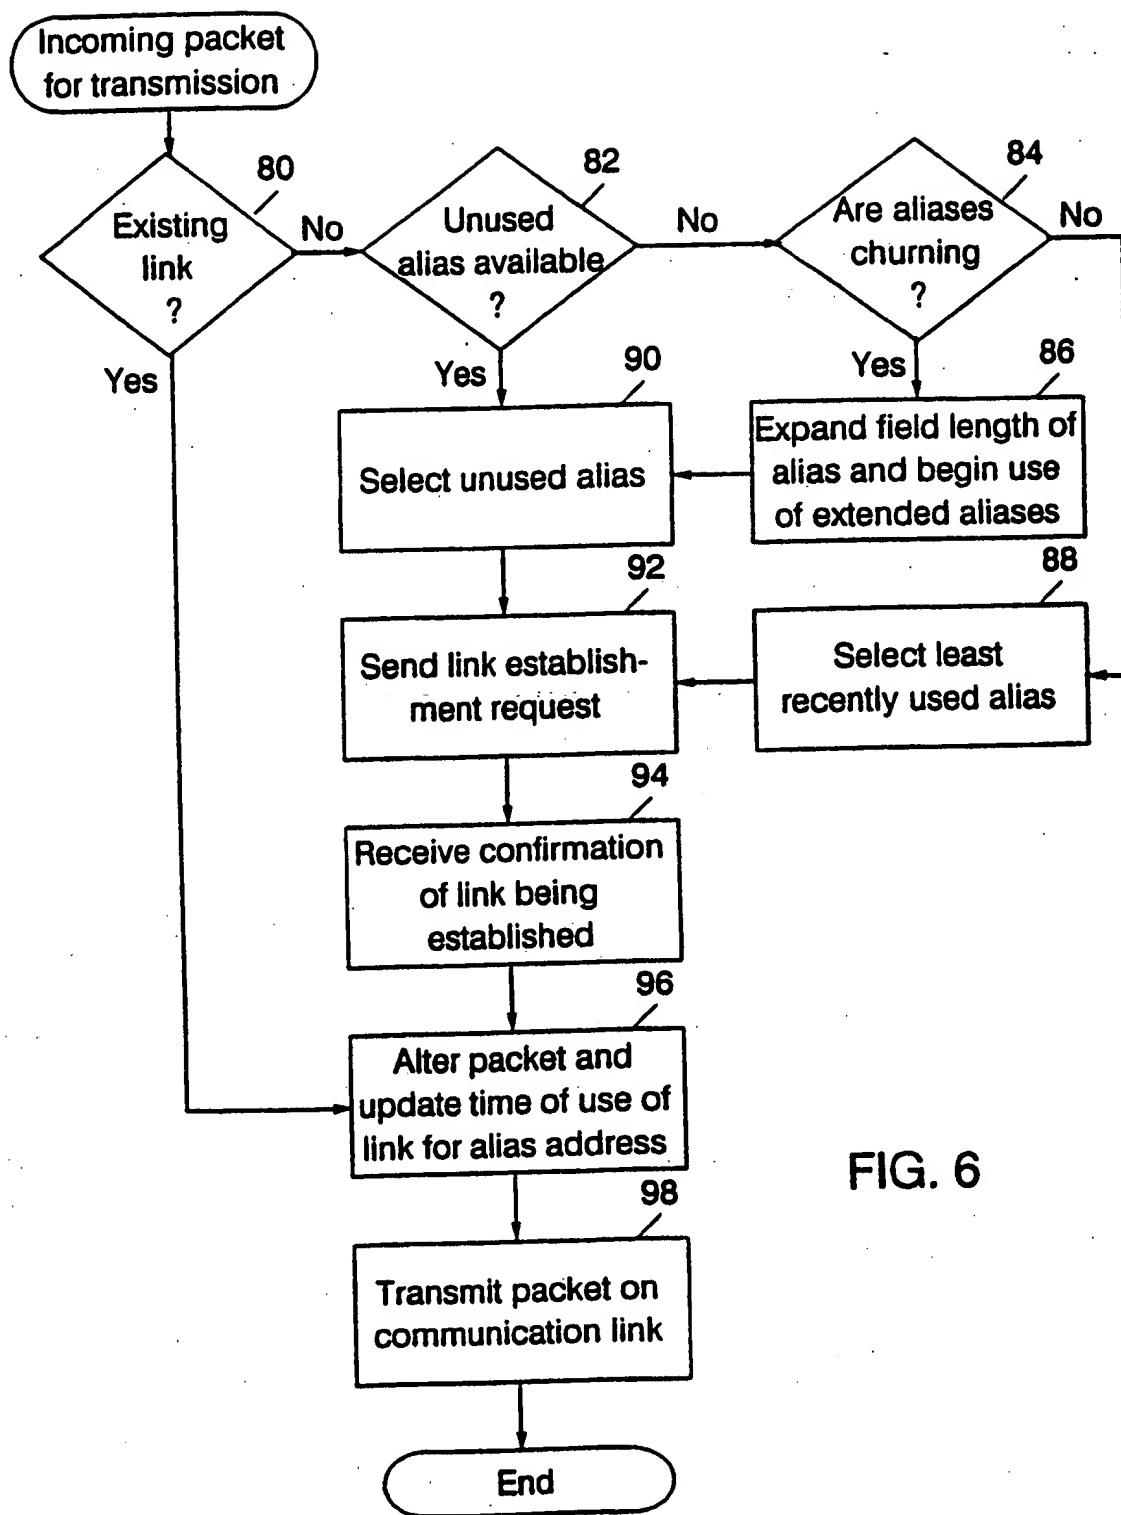 Incoming packet
for transmission
80
Existing
link
?
No
Yes
82
Unused
alias available
?
No
Yes
84
Are aliases
churning
?
No
Yes
86
Expand field length of
alias and begin use
of extended aliases
88
Select least
recently used alias
90
Select unused alias
92
Send link establish-
ment request
94
Receive confirmation
of link being
established
96
Alter packet and
update time of use of
link for alias address
98
Transmit packet on
communication link
End
FIG. 6